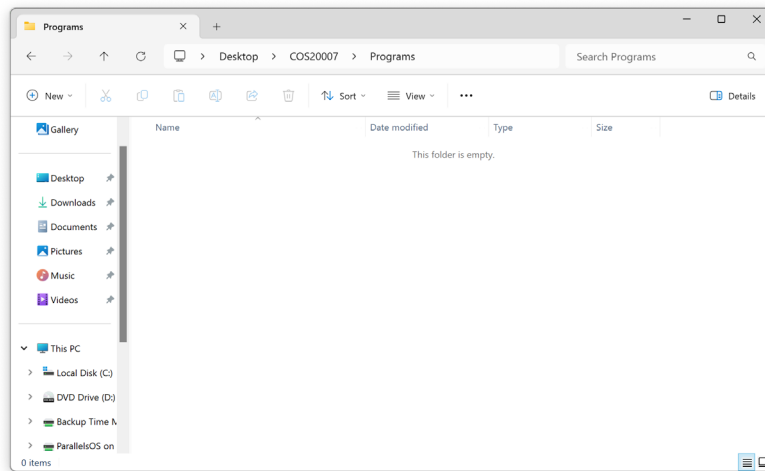 Programs
Desktop > COS20007 > Programs
Search Programs
New
Sort
View
Details
Gallery
Name
Date modified
Type
Size
This folder is empty.
Desktop
Downloads
Documents
Pictures
Music
Videos
This PC
Local Disk (C:)
DVD Drive (D:)
Backup Time M
ParallelsOS on
0 items